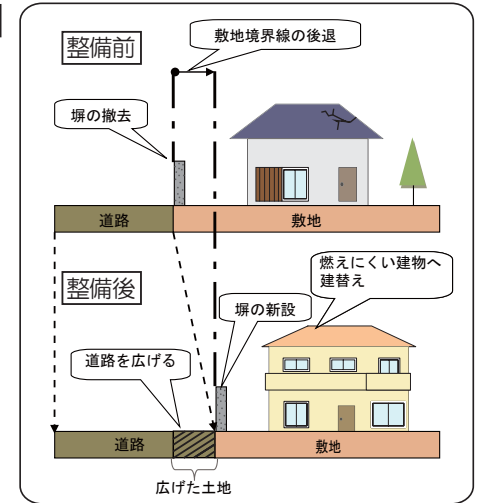 整備前
敷地境界線の後退
塀の撤去
道路
敷地
整備後
燃えにくい建物へ
建替え
塀の新設
道路を広げる
道路
敷地
広げた土地